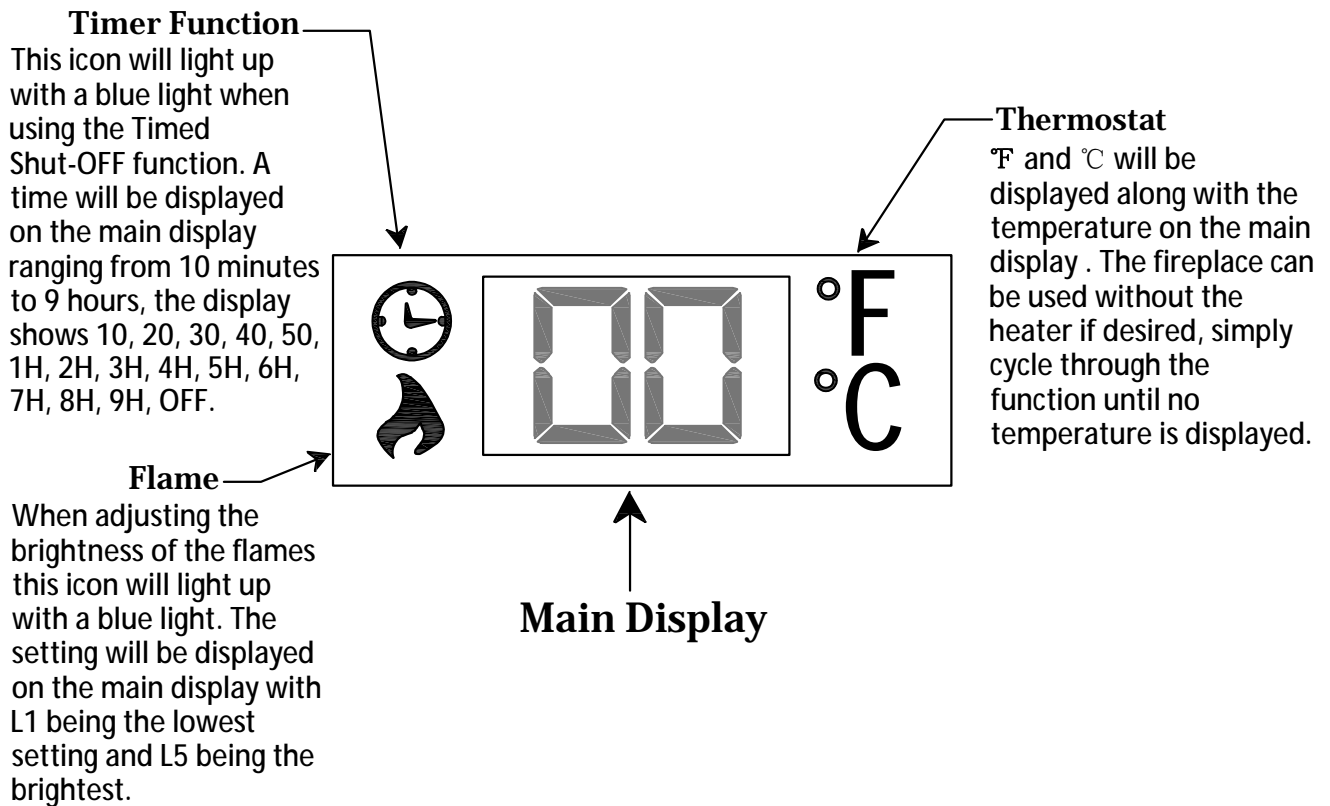 Timer Function
This icon will light up
with a blue light when
using the Timed
Shut-OFF function. A
time will be displayed
on the main display
ranging from 10 minutes
to 9 hours, the display
shows 10, 20, 30, 40, 50,
1H, 2H, 3H, 4H, 5H, 6H,
7H, 8H, 9H, OFF.
Flame
When adjusting the
brightness of the flames
this icon will light up
with a blue light. The
setting will be displayed
on the main display with
L1 being the lowest
setting and L5 being the
brightest.
00
°F
°C
Main Display
Thermostat
℉ and ℃ will be
displayed along with the
temperature on the main
display . The fireplace can
be used without the
heater if desired, simply
cycle through the
function until no
temperature is displayed.